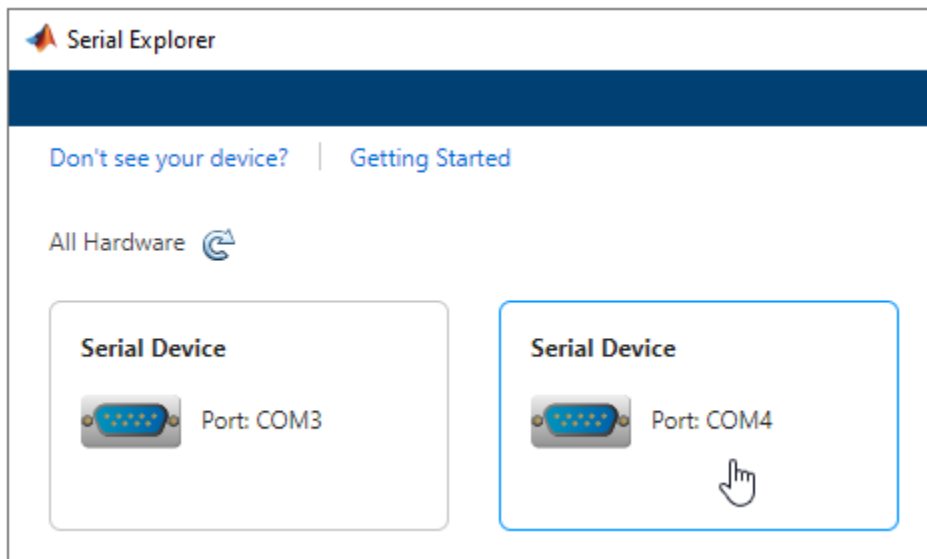 Serial Explorer
Don't see your device? Getting Started
All Hardware
Serial Device
Port: COM3
Serial Device
Port: COM4